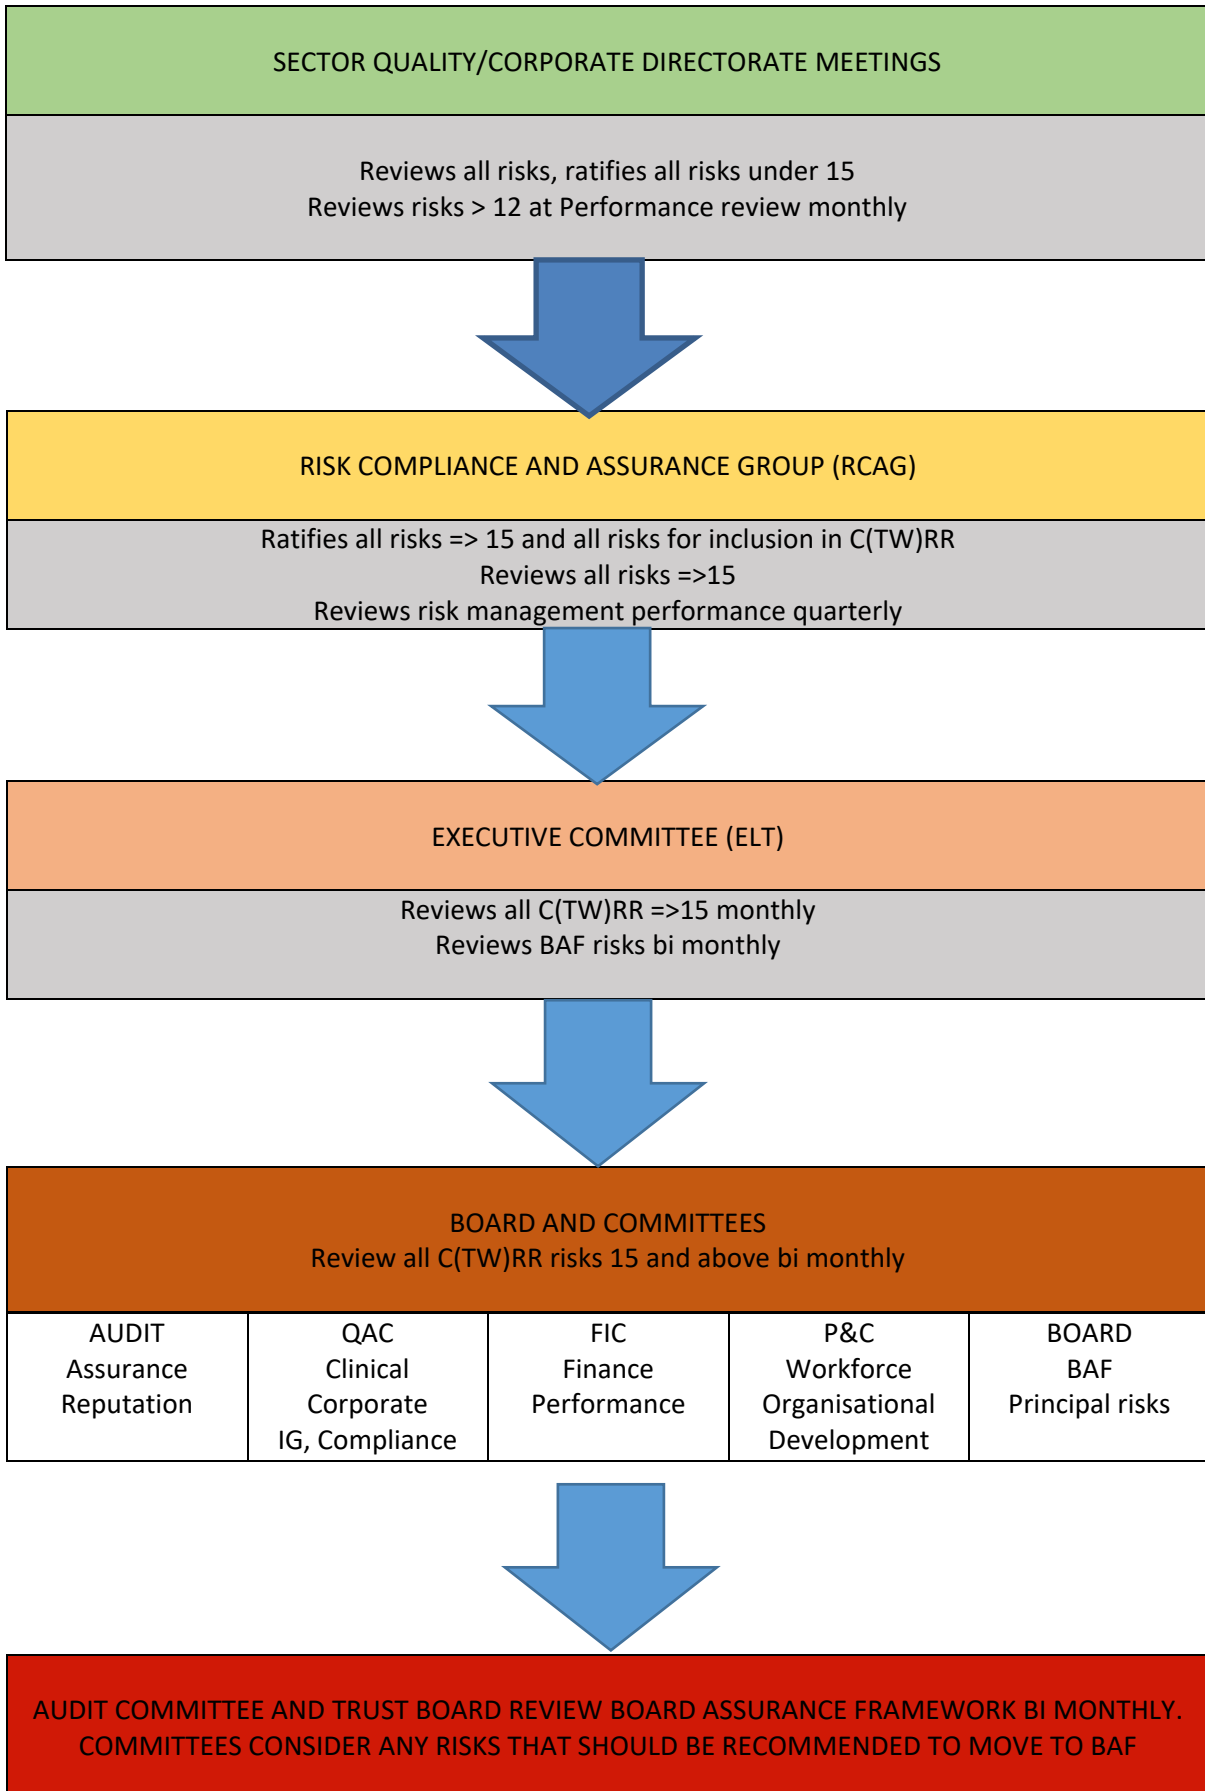 SECTOR QUALITY/CORPORATE DIRECTORATE MEETINGS
Reviews all risks, ratifies all risks under 15
Reviews risks > 12 at Performance review monthly
RISK COMPLIANCE AND ASSURANCE GROUP (RCAG)
Ratifies all risks => 15 and all risks for inclusion in C(TW)RR
Reviews all risks =>15
Reviews risk management performance quarterly
EXECUTIVE COMMITTEE (ELT)
Reviews all C(TW)RR =>15 monthly
Reviews BAF risks bi monthly
BOARD AND COMMITTEES
Review all C(TW)RR risks 15 and above bi monthly
AUDIT
Assurance
Reputation
QAC
Clinical
Corporate
IG, Compliance
FIC
Finance
Performance
P&C
Workforce
Organisational
Development
BOARD
BAF
Principal risks
AUDIT COMMITTEE AND TRUST BOARD REVIEW BOARD ASSURANCE FRAMEWORK BI MONTHLY.
COMMITTEES CONSIDER ANY RISKS THAT SHOULD BE RECOMMENDED TO MOVE TO BAF